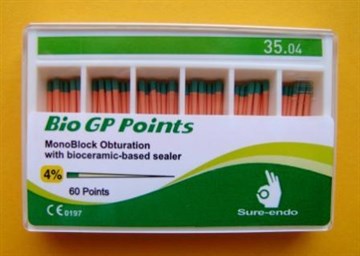 35.04
Bio GP Points
MonoBlock Obturation
with bioceramic-based sealer
4%
60 Points
CE 0197
Sure-endo